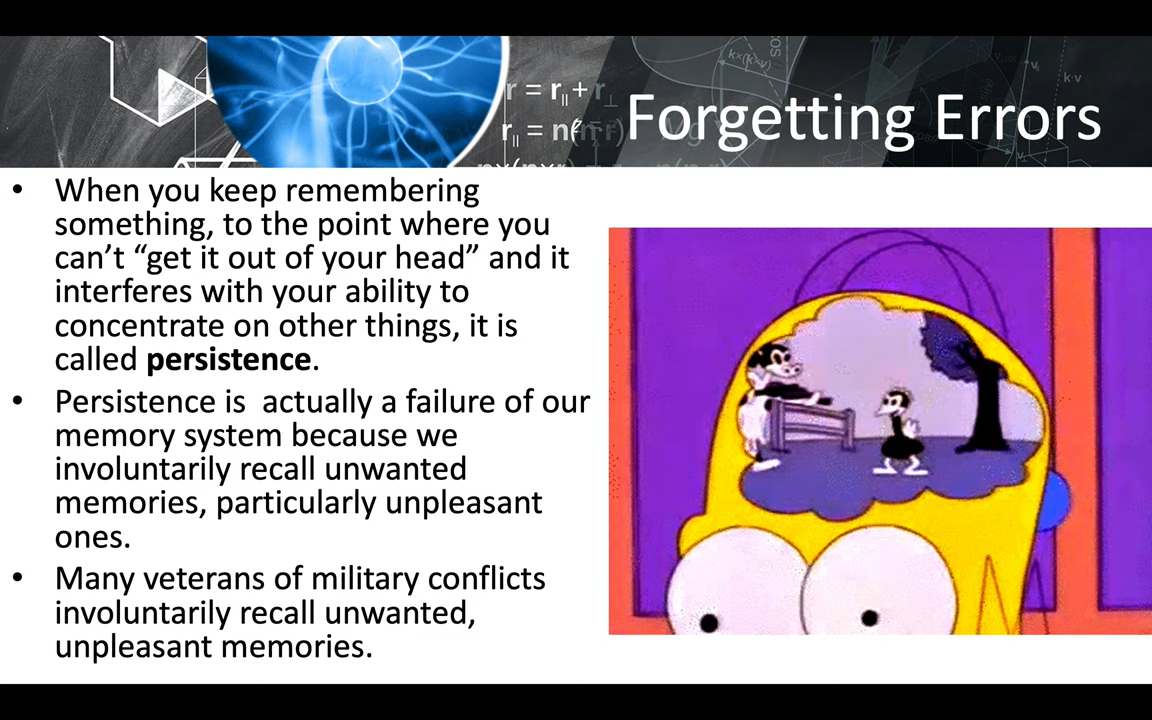 r = r∥ + r⊥
Forgetting Errors
• When you keep remembering
something, to the point where you
can’t “get it out of your head” and it
interferes with your ability to
concentrate on other things, it is
called persistence.
• Persistence is  actually a failure of our
memory system because we
involuntarily recall unwanted
memories, particularly unpleasant
ones.
• Many veterans of military conflicts
involuntarily recall unwanted,
unpleasant memories.